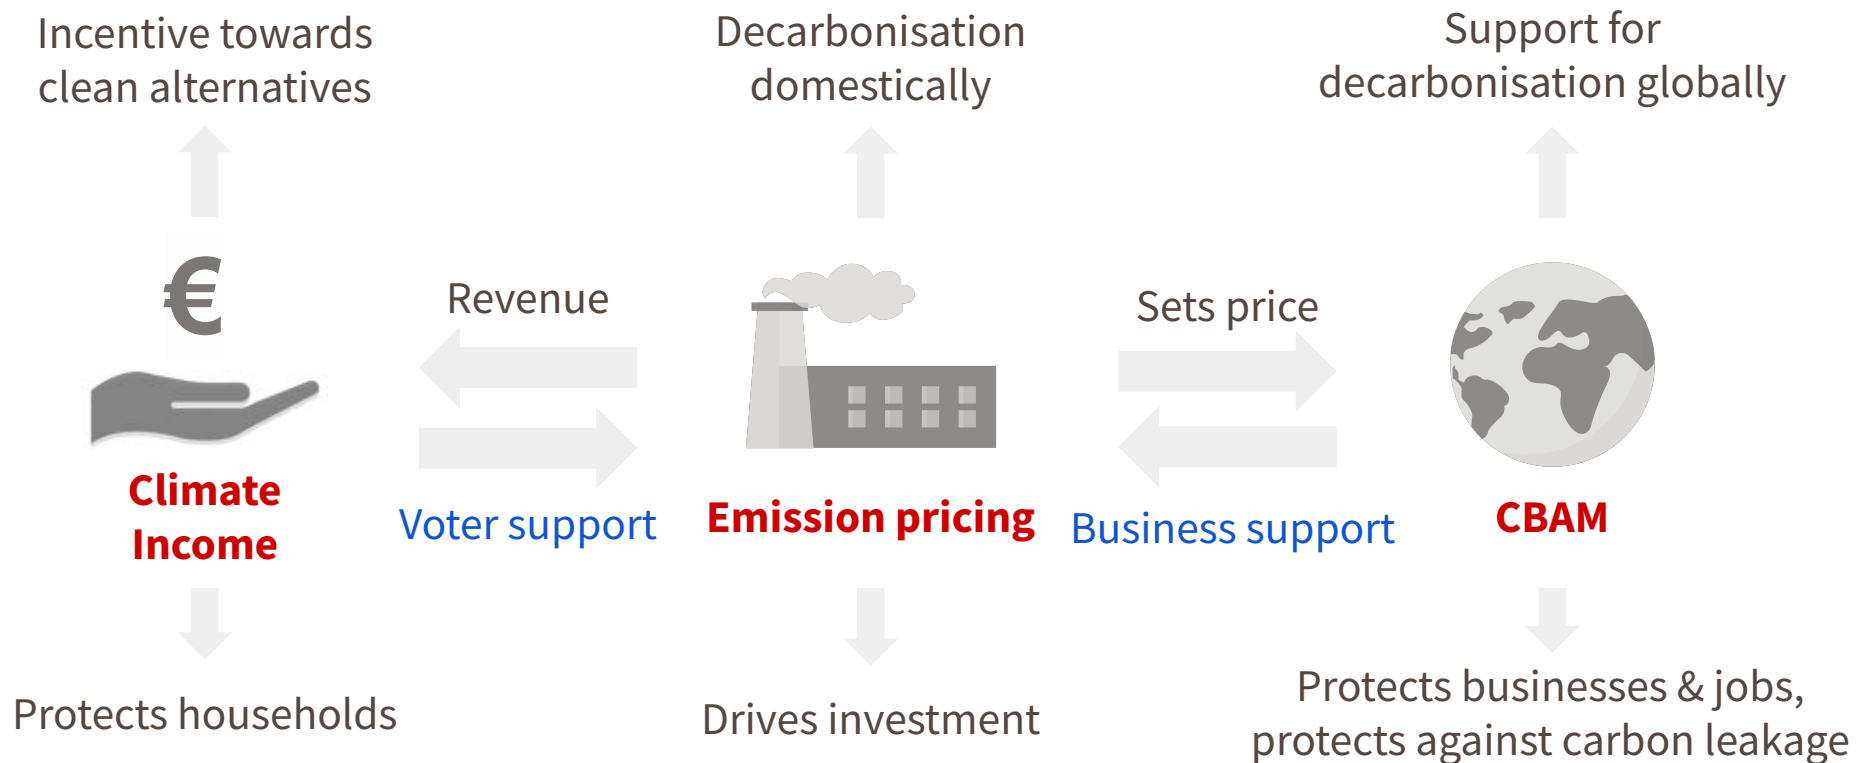 Incentive towards
clean alternatives
Decarbonisation
domestically
Support for
decarbonisation globally
€
Revenue
Sets price
Climate
Income
Voter support
Emission pricing
Business support
CBAM
Protects households
Drives investment
Protects businesses & jobs,
protects against carbon leakage